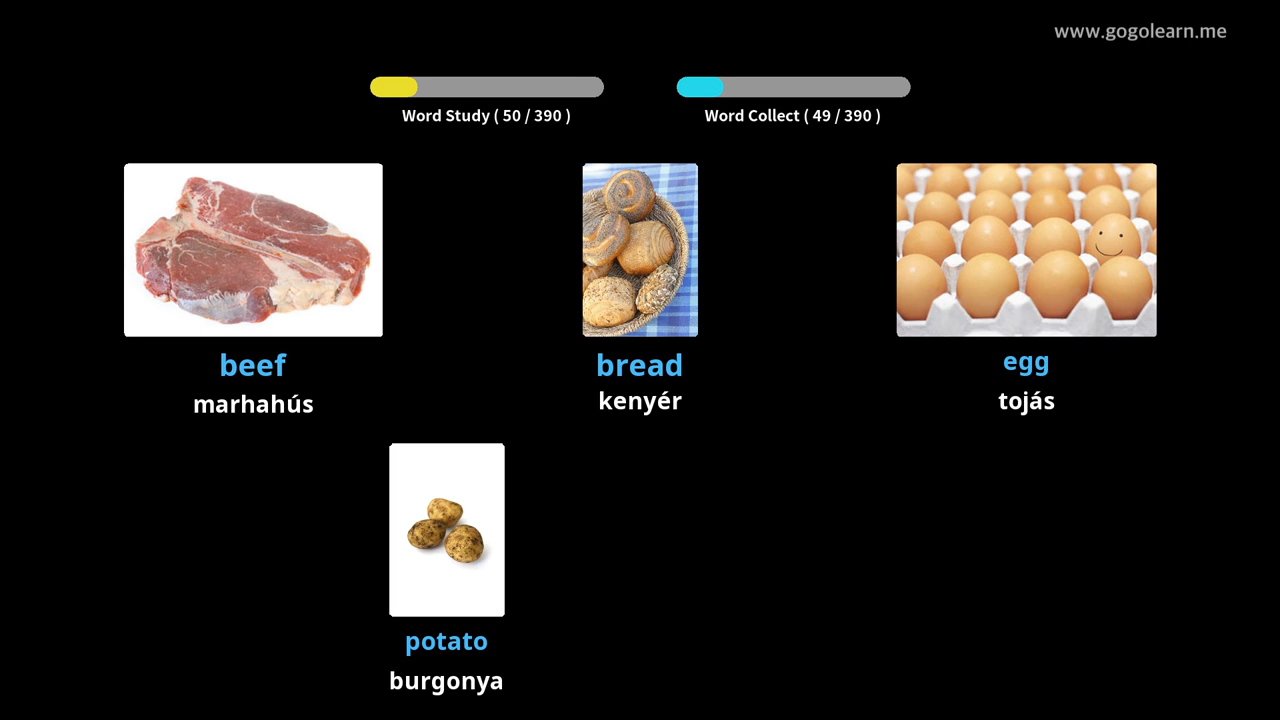 www.gogolearn.me
Word Study ( 50 / 390 )
Word Collect ( 49 / 390 )
beef
marhahús
bread
kenyér
egg
tojás
potato
burgonya